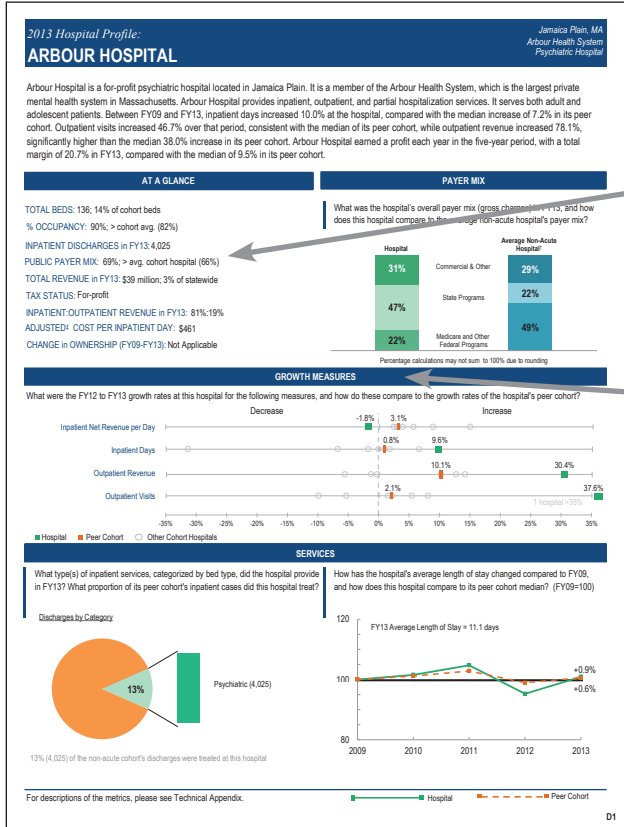 2013 Hospital Profile:
ARBOUR HOSPITAL
Jamaica Plain, MA
Arbour Health System
Psychiatric Hospital
Arbour Hospital is a for-profit psychiatric hospital located in Jamaica Plain. It is a member of the Arbour Health System, which is the largest private
mental health system in Massachusetts. Arbour Hospital provides inpatient, outpatient, and partial hospitalization services. It serves both adult and
adolescent patients. Between FY09 and FY13, inpatient days increased 10.0% at the hospital, compared with the median increase of 7.2% in its peer
cohort. Outpatient visits increased 46.7% over that period, consistent with the median of its peer cohort, while outpatient revenue increased 78.1%,
significantly higher than the median 38.0% increase in its peer cohort. Arbour Hospital earned a profit each year in the five-year period, with a total
margin of 20.7% in FY13, compared with the median of 9.5% in its peer cohort.
AT A GLANCE
TOTAL BEDS: 136; 14% of cohort beds
% OCCUPANCY: 90%; > cohort avg. (82%)
INPATIENT DISCHARGES in FY13: 4,025
PUBLIC PAYER MIX: 69%; > avg. cohort hospital (66%)
TOTAL REVENUE in FY13: $39 million; 3% of statewide
TAX STATUS: For-profit
INPATIENT:OUTPATIENT REVENUE in FY13: 81%:19%
ADJUSTED‡ COST PER INPATIENT DAY: $461
CHANGE in OWNERSHIP (FY09-FY13): Not Applicable
PAYER MIX
What was the hospital's overall payer mix (gross charges) in FY13, and how
does this hospital compare to the average non-acute hospital's payer mix?
Hospital
Average Non-Acute
Hospital†
31% Commercial & Other 29%
47% State Programs 22%
22% Medicare and Other
Federal Programs 49%
Percentage calculations may not sum to 100% due to rounding
GROWTH MEASURES
What were the FY12 to FY13 growth rates at this hospital for the following measures, and how do these compare to the growth rates of the hospital's peer cohort?
Decrease Increase
Inpatient Net Revenue per Day -1.8% 3.1%
Inpatient Days 0.8% 9.6%
Outpatient Revenue 10.1% 30.4%
Outpatient Visits 2.1% 37.6%
1 hospital >35%
-35% -30% -25% -20% -15% -10% -5% 0% 5% 10% 15% 20% 25% 30% 35%
Hospital Peer Cohort Other Cohort Hospitals
SERVICES
What type(s) of inpatient services, categorized by bed type, did the hospital provide
in FY13? What proportion of its peer cohort's inpatient cases did this hospital treat?
Discharges by Category
13%
Psychiatric (4,025)
13% (4,025) of the non-acute cohort's discharges were treated at this hospital
How has the hospital's average length of stay changed compared to FY09,
and how does this hospital compare to its peer cohort median? (FY09=100)
120
FY13 Average Length of Stay = 11.1 days
+0.9%
100
+0.6%
80
2009 2010 2011 2012 2013
For descriptions of the metrics, please see Technical Appendix.
Hospital Peer Cohort
D1